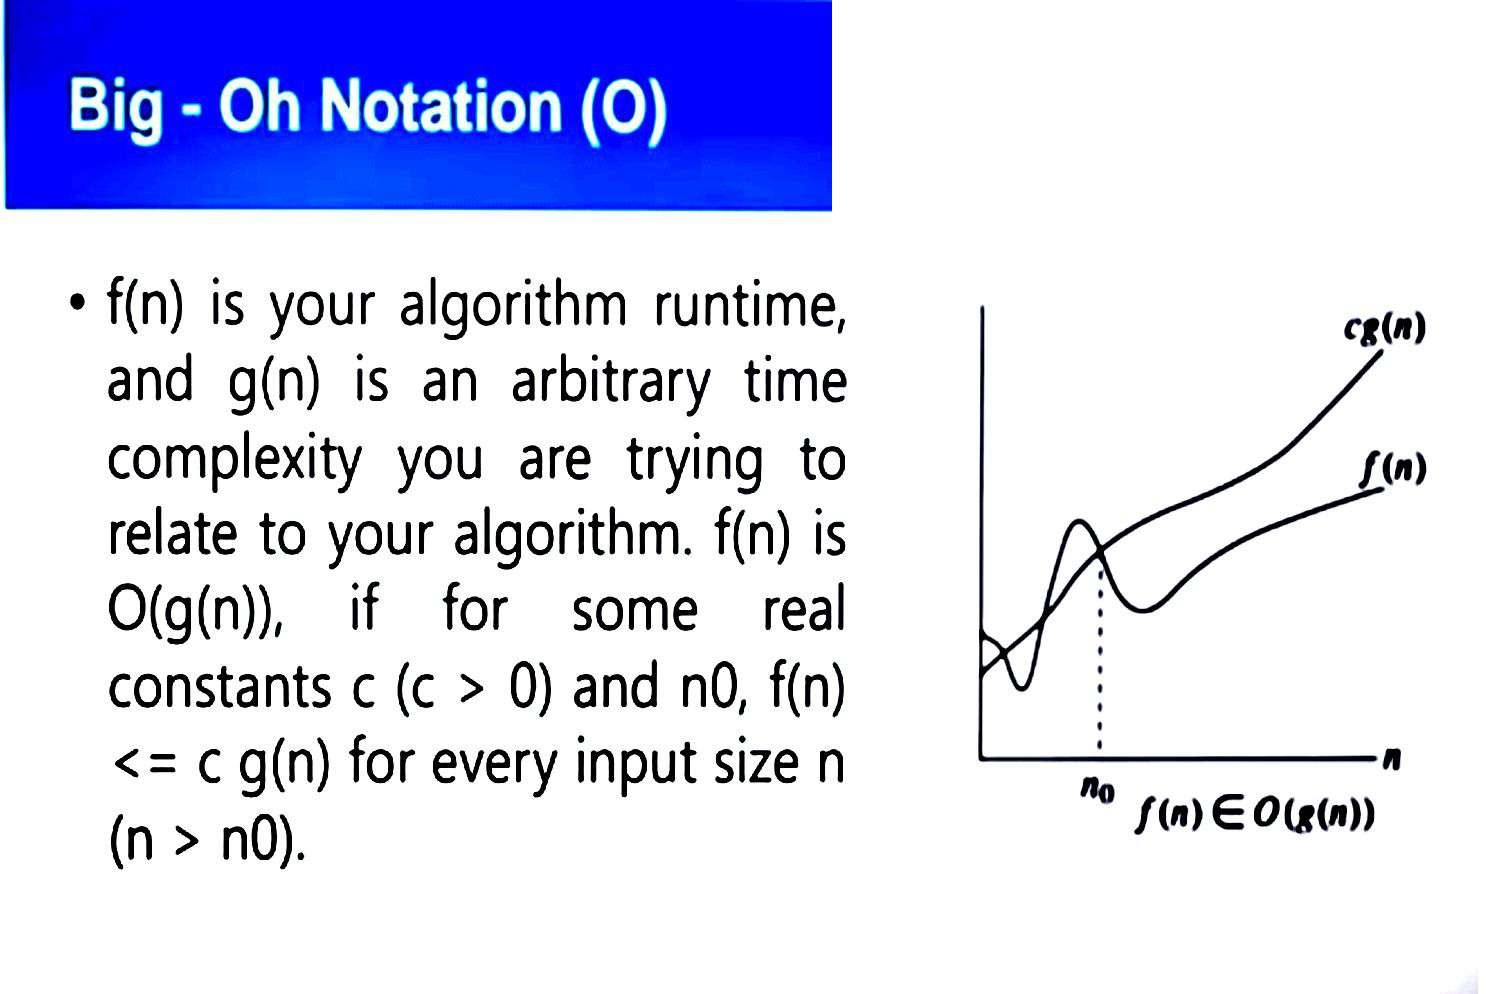 Big - Oh Notation (O)
• f(n) is your algorithm runtime,
and g(n) is an arbitrary time
complexity you are trying to
relate to your algorithm. f(n) is
O(g(n)), if for some real
constants c (c > 0) and n0, f(n)
<= c g(n) for every input size n
(n > n0).
cg(n)
f(n)
n
n₀
f(n) ∈ O(g(n))